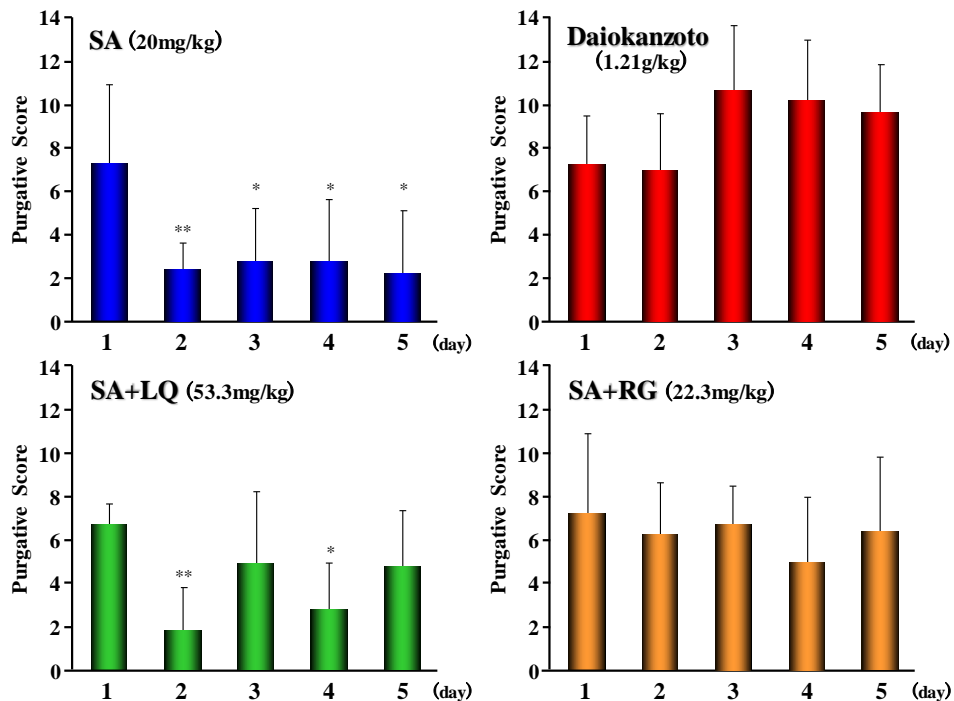 SA (20mg/kg)
Purgative Score
14
12
10
8
6
4
2
0
**
*
*
*
1 2 3 4 5 (day)
Daiokanzoto
(1.21g/kg)
Purgative Score
14
12
10
8
6
4
2
0
1 2 3 4 5 (day)
SA+LQ (53.3mg/kg)
Purgative Score
14
12
10
8
6
4
2
0
**
*
1 2 3 4 5 (day)
SA+RG (22.3mg/kg)
Purgative Score
14
12
10
8
6
4
2
0
1 2 3 4 5 (day)